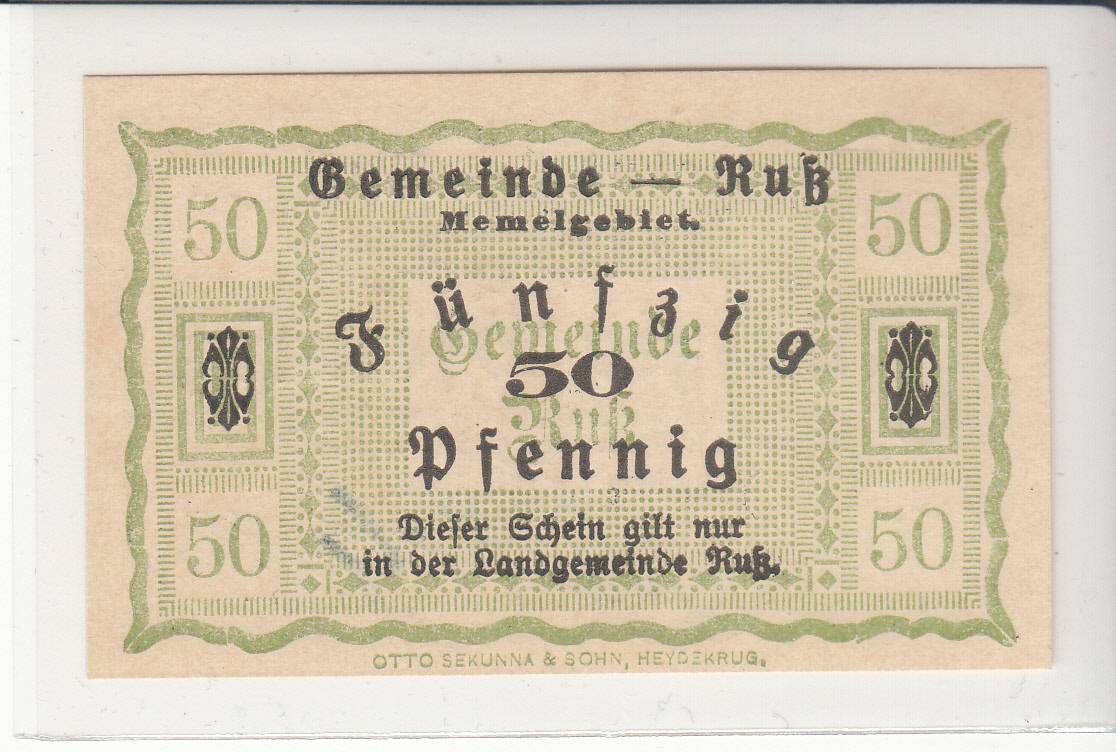 Gemeinde — Ruß
Memelgebiet.
50 50
Fünfzig
Gemeinde
50
Ruß
Pfennig
50 50
Dieser Schein gilt nur
in der Landgemeinde Ruß.
OTTO SEKUNNA & SOHN, HEYDEKRUG.